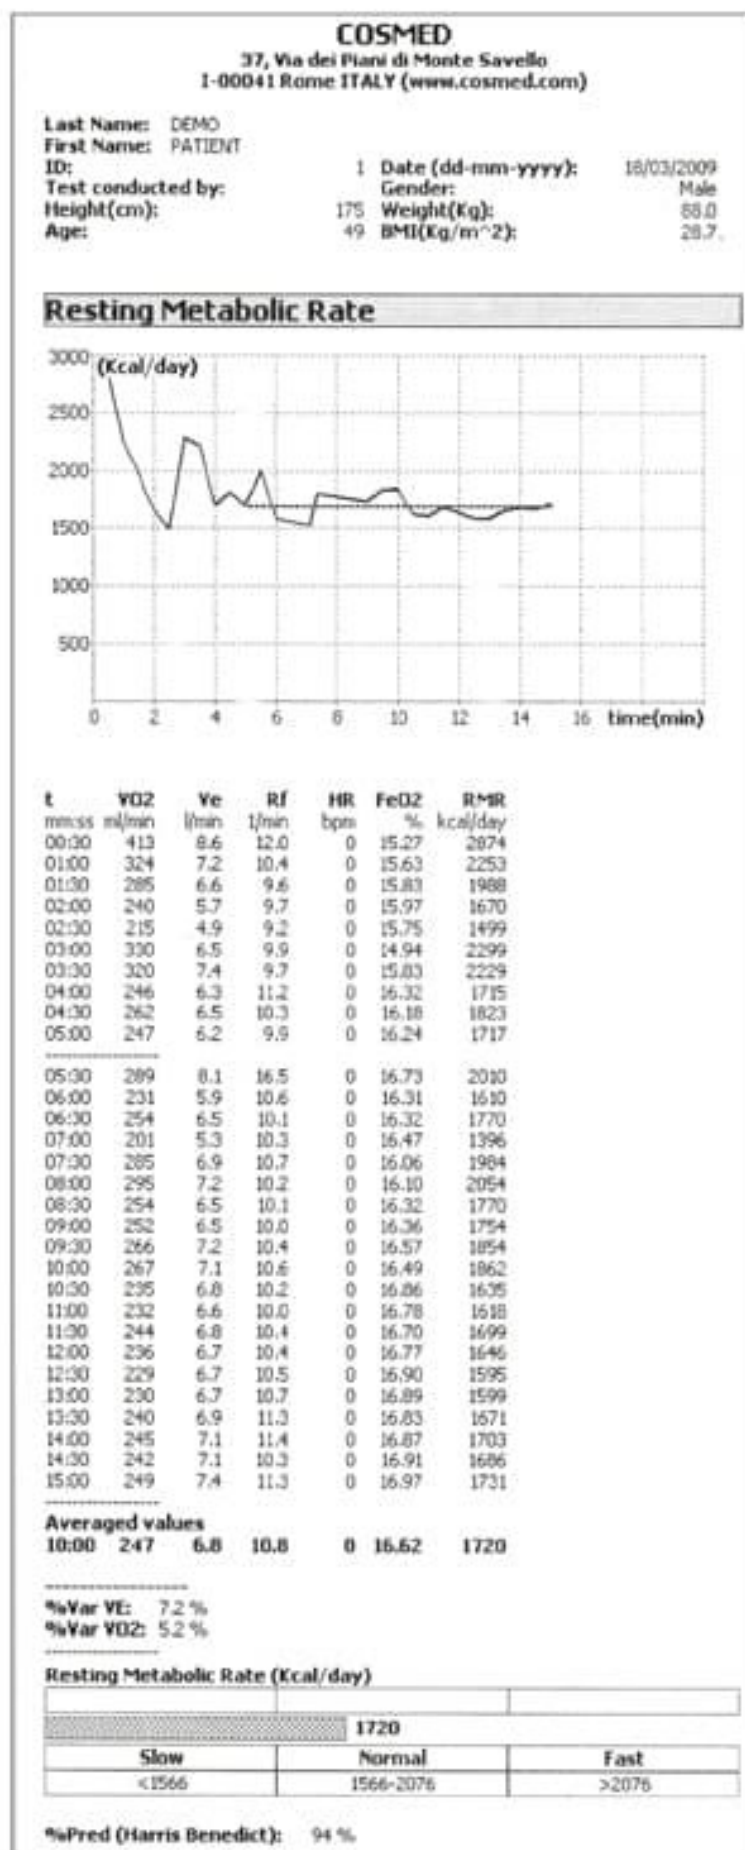 COSMED
37, Via dei Piani di Monte Savello
I-00041 Rome ITALY (www.cosmed.com)
Last Name: DEMO
First Name: PATIENT
ID: 1 Date (dd-mm-yyyy): 18/03/2009
Test conducted by: Gender: Male
Height(cm): 175 Weight(Kg): 88.0
Age: 49 BMI(Kg/m^2): 28.7
Resting Metabolic Rate
(Kcal/day)
3000
2500
2000
1500
1000
500
0 2 4 6 8 10 12 14 16 time(min)
t VO2 Ve Rf HR FeO2 RMR
mm:ss ml/min l/min 1/min bpm % kcal/day
00:30 413 8.6 12.0 0 15.27 2874
01:00 324 7.2 10.4 0 15.63 2253
01:30 285 6.6 9.6 0 15.83 1988
02:00 240 5.7 9.7 0 15.97 1670
02:30 215 4.9 9.2 0 15.75 1499
03:00 330 6.5 9.9 0 14.94 2299
03:30 320 7.4 9.7 0 15.83 2229
04:00 246 6.3 11.2 0 16.32 1715
04:30 262 6.5 10.3 0 16.18 1823
05:00 247 6.2 9.9 0 16.24 1717
--------------------
05:30 289 8.1 16.5 0 16.73 2010
06:00 231 5.9 10.6 0 16.31 1610
06:30 254 6.5 10.1 0 16.32 1770
07:00 201 5.3 10.3 0 16.47 1396
07:30 285 6.9 10.7 0 16.06 1984
08:00 295 7.2 10.2 0 16.10 2054
08:30 254 6.5 10.1 0 16.32 1770
09:00 252 6.5 10.0 0 16.36 1754
09:30 266 7.2 10.4 0 16.57 1854
10:00 267 7.1 10.6 0 16.49 1862
10:30 235 6.8 10.2 0 16.86 1635
11:00 232 6.6 10.0 0 16.78 1618
11:30 244 6.8 10.4 0 16.70 1699
12:00 236 6.7 10.4 0 16.77 1646
12:30 229 6.7 10.5 0 16.90 1595
13:00 230 6.7 10.7 0 16.89 1599
13:30 240 6.9 11.3 0 16.83 1671
14:00 245 7.1 11.4 0 16.87 1703
14:30 242 7.1 10.3 0 16.91 1686
15:00 249 7.4 11.3 0 16.97 1731
--------------------
Averaged values
10:00 247 6.8 10.8 0 16.62 1720
--------------------
%Var VE: 7.2 %
%Var VO2: 5.2 %
--------------------
Resting Metabolic Rate (Kcal/day)
1720
Slow Normal Fast
<1566 1566-2076 >2076
%Pred (Harris Benedict): 94 %